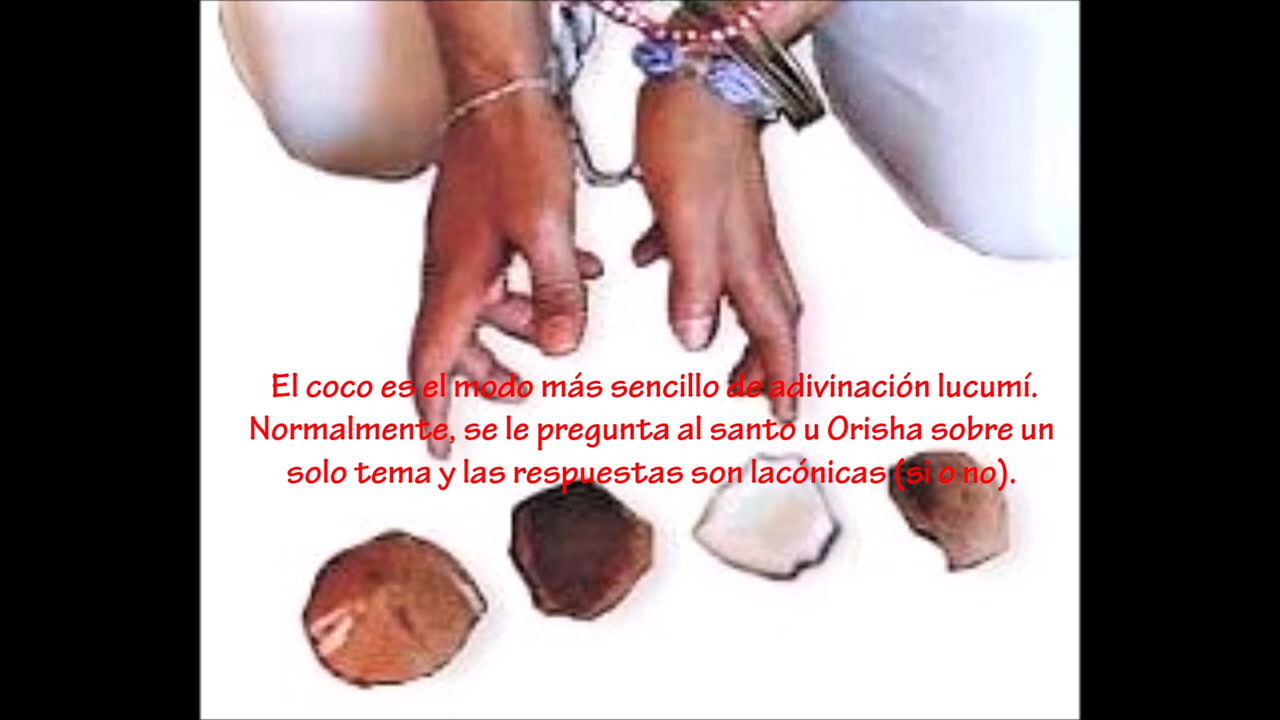 El coco es el modo más sencillo de adivinación lucumí.
Normalmente, se le pregunta al santo u Orisha sobre un
solo tema y las respuestas son lacónicas (si o no).